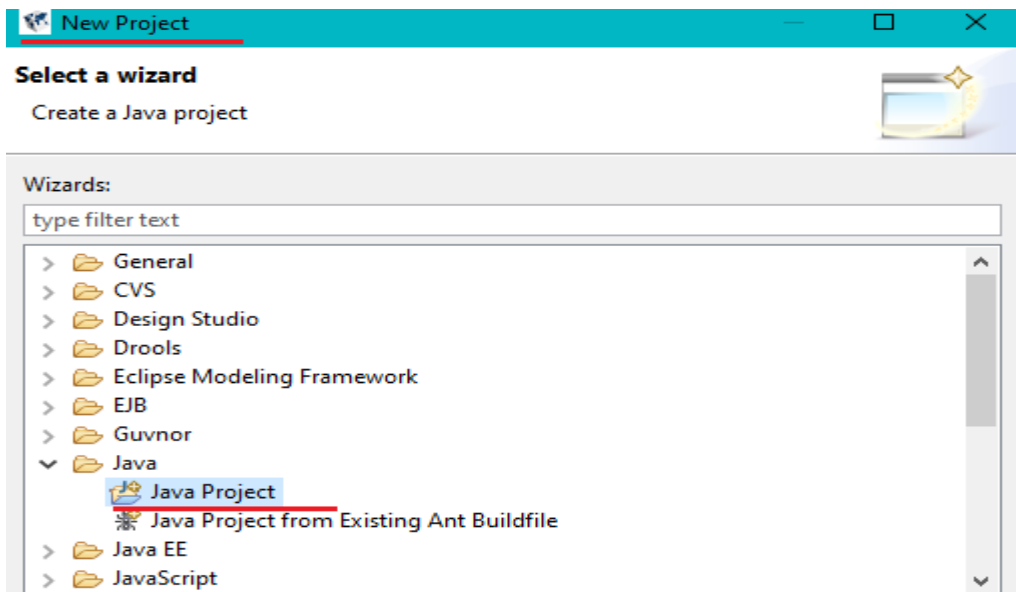 New Project
Select a wizard
Create a Java project
Wizards:
type filter text
General
CVS
Design Studio
Drools
Eclipse Modeling Framework
EJB
Guvnor
Java
Java Project
Java Project from Existing Ant Buildfile
Java EE
JavaScript